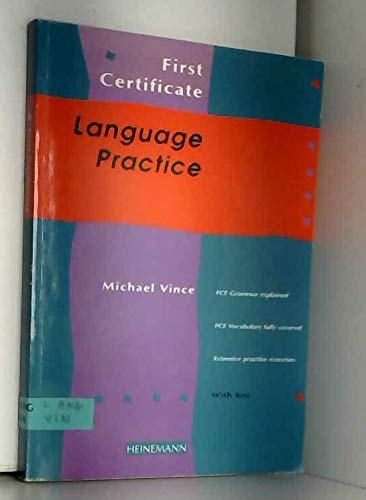 First
Certificate
Language
Practice
Michael Vince
FCE Grammar explained
FCE Vocabulary fully covered
Extensive practice exercises
With Key
VIN
HEINEMANN